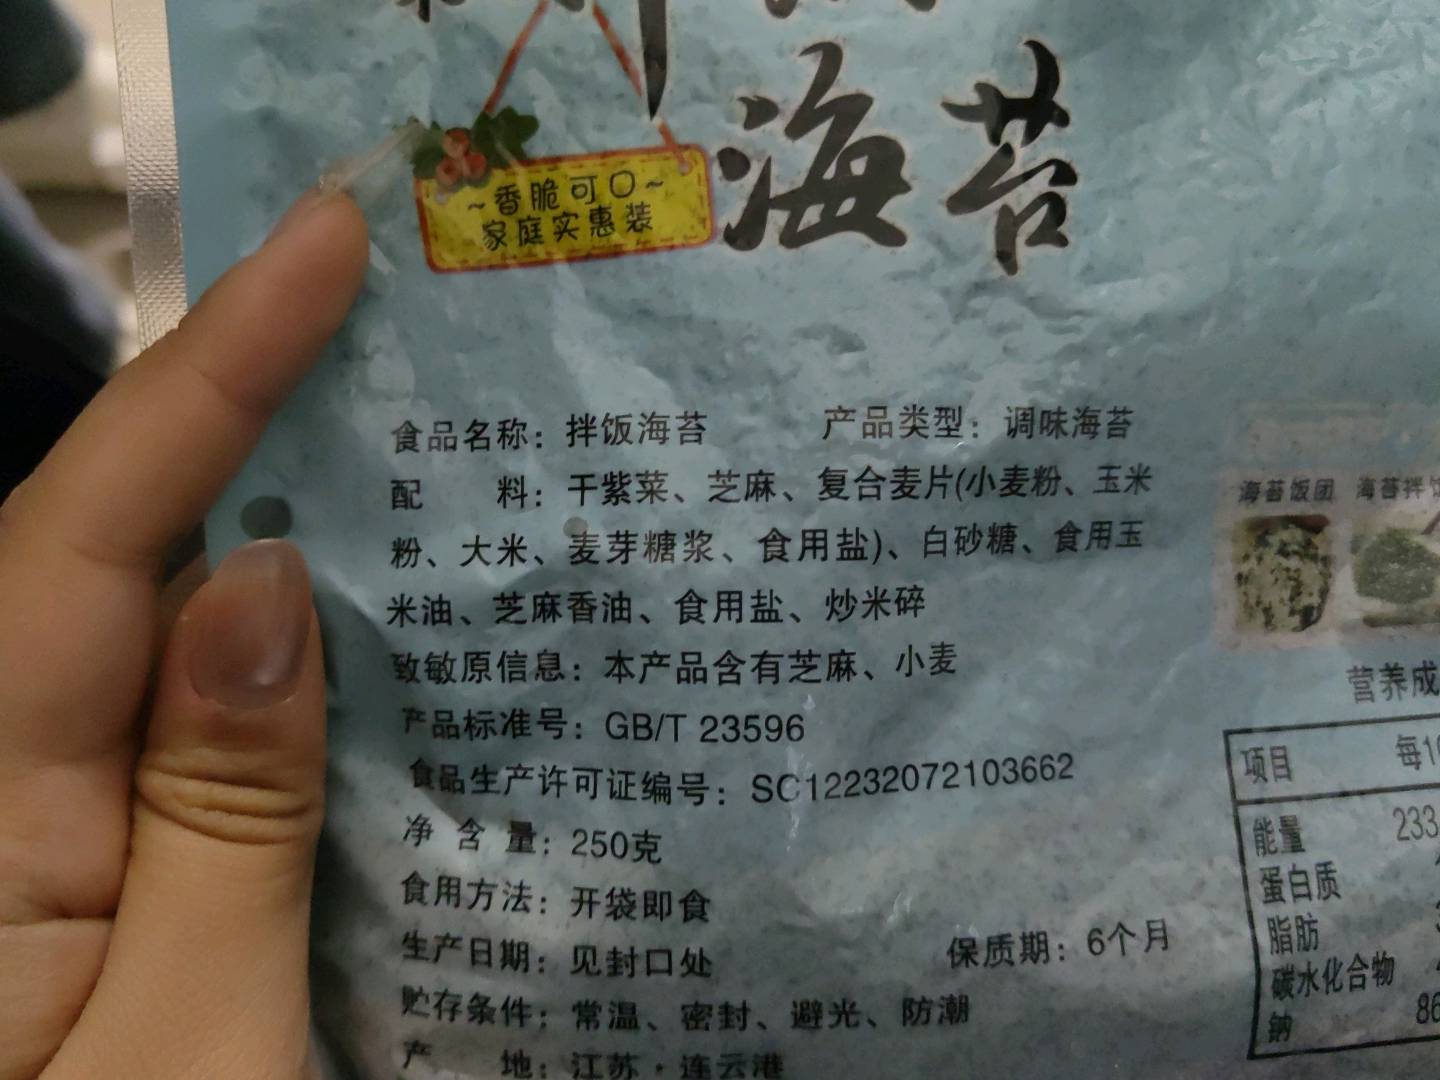 海苔
~香脆可口~
家庭实惠装
食品名称：拌饭海苔 产品类型：调味海苔
配 料：干紫菜、芝麻、复合麦片(小麦粉、玉米
粉、大米、麦芽糖浆、食用盐)、白砂糖、食用玉
米油、芝麻香油、食用盐、炒米碎
致敏原信息：本产品含有芝麻、小麦
产品标准号：GB/T 23596
食品生产许可证编号：SC12232072103662
净 含 量：250克
食用方法：开袋即食
生产日期：见封口处 保质期：6个月
贮存条件：常温、密封、避光、防潮
产 地：江苏·连云港
海苔饭团 海苔拌饭
营养成
项目 每10
能量 233
蛋白质
脂肪
碳水化合物
钠 86